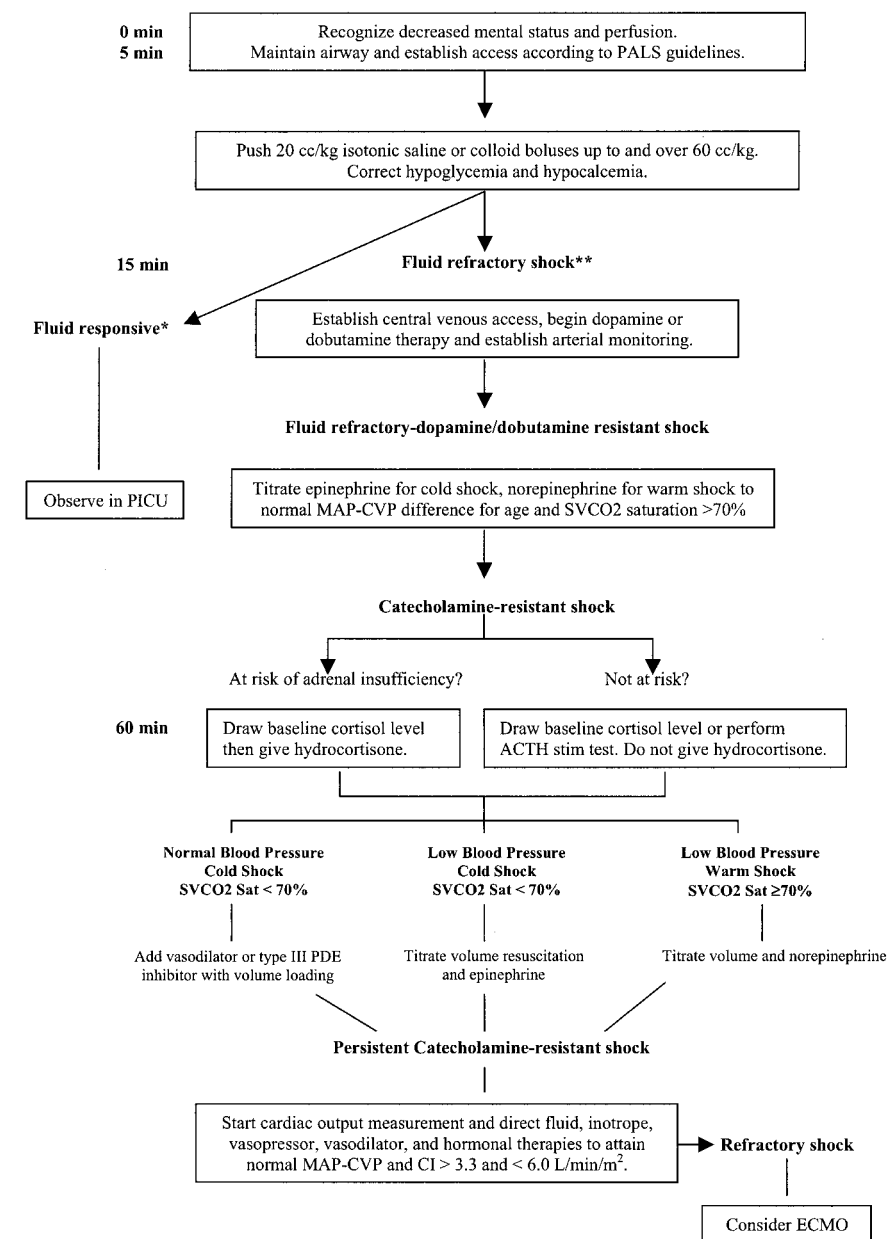 0 min
5 min
Recognize decreased mental status and perfusion.
Maintain airway and establish access according to PALS guidelines.
Push 20 cc/kg isotonic saline or colloid boluses up to and over 60 cc/kg.
Correct hypoglycemia and hypocalcemia.
15 min
Fluid refractory shock**
Fluid responsive*
Establish central venous access, begin dopamine or
dobutamine therapy and establish arterial monitoring.
Fluid refractory-dopamine/dobutamine resistant shock
Observe in PICU
Titrate epinephrine for cold shock, norepinephrine for warm shock to
normal MAP-CVP difference for age and SVCO2 saturation >70%
Catecholamine-resistant shock
At risk of adrenal insufficiency?
Not at risk?
60 min
Draw baseline cortisol level
then give hydrocortisone.
Draw baseline cortisol level or perform
ACTH stim test. Do not give hydrocortisone.
Normal Blood Pressure
Cold Shock
SVCO2 Sat < 70%
Low Blood Pressure
Cold Shock
SVCO2 Sat < 70%
Low Blood Pressure
Warm Shock
SVCO2 Sat ≥70%
Add vasodilator or type III PDE
inhibitor with volume loading
Titrate volume resuscitation
and epinephrine
Titrate volume and norepinephrine
Persistent Catecholamine-resistant shock
Start cardiac output measurement and direct fluid, inotrope,
vasopressor, vasodilator, and hormonal therapies to attain
normal MAP-CVP and CI > 3.3 and < 6.0 L/min/m².
Refractory shock
Consider ECMO